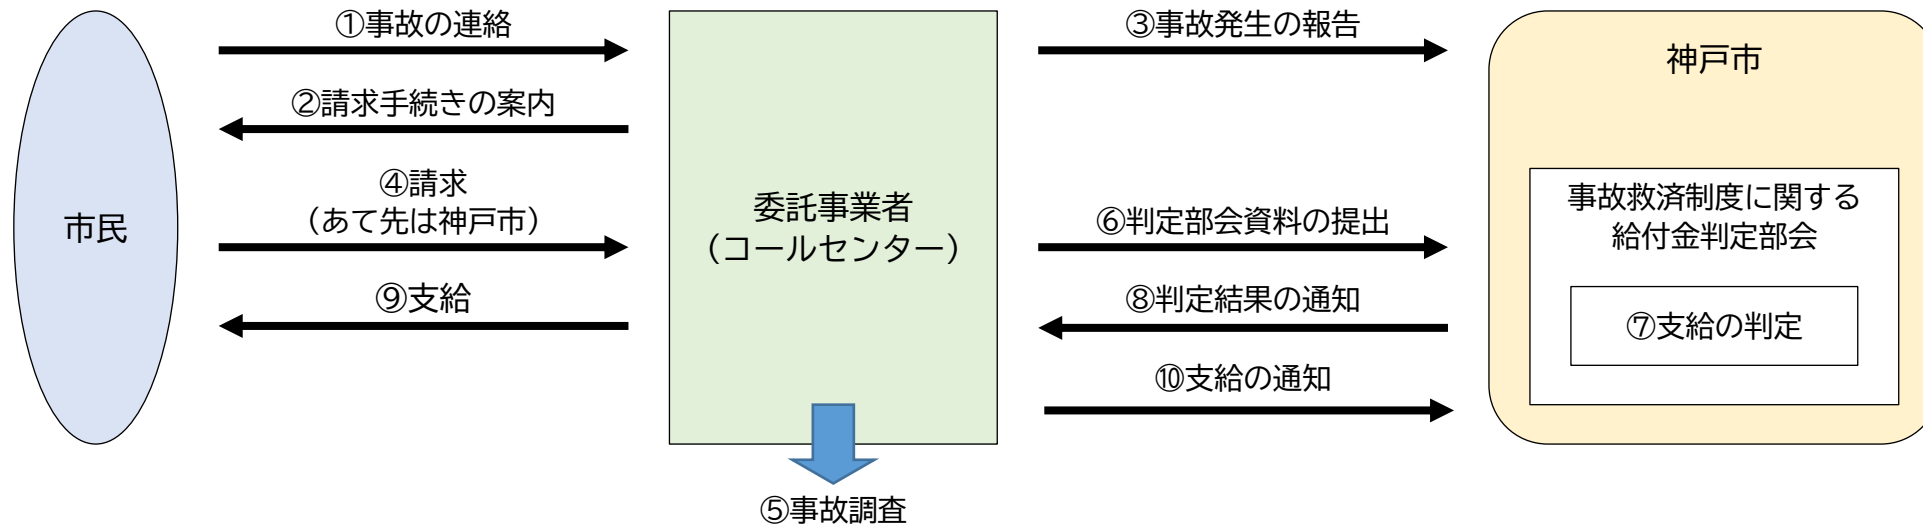 ①事故の連絡
③事故発生の報告
神戸市
②請求手続きの案内
④請求
（あて先は神戸市）
市民
委託事業者
（コールセンター）
⑥判定部会資料の提出
事故救済制度に関する
給付金判定部会
⑨支給
⑧判定結果の通知
⑦支給の判定
⑩支給の通知
⑤事故調査